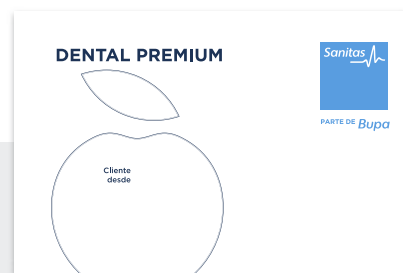 DENTAL PREMIUM
Sanitas
PARTE DE Bupa
Cliente
desde